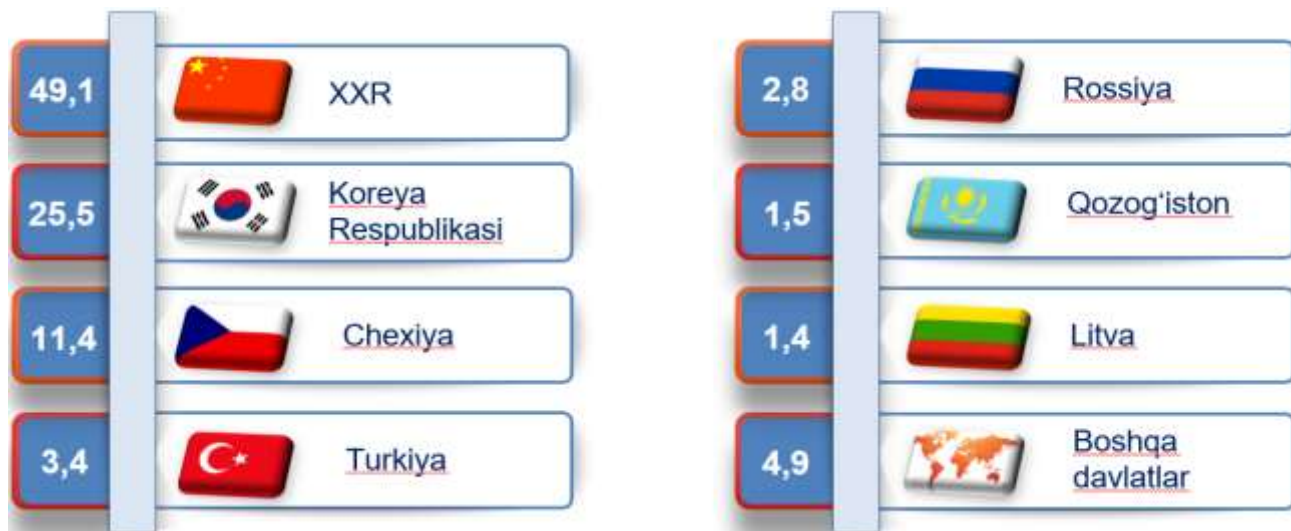 49,1
XXR
25,5
Koreya
Respublikasi
11,4
Chexiya
3,4
Turkiya
2,8
Rossiya
1,5
Qozog‘iston
1,4
Litva
4,9
Boshqa
davlatlar